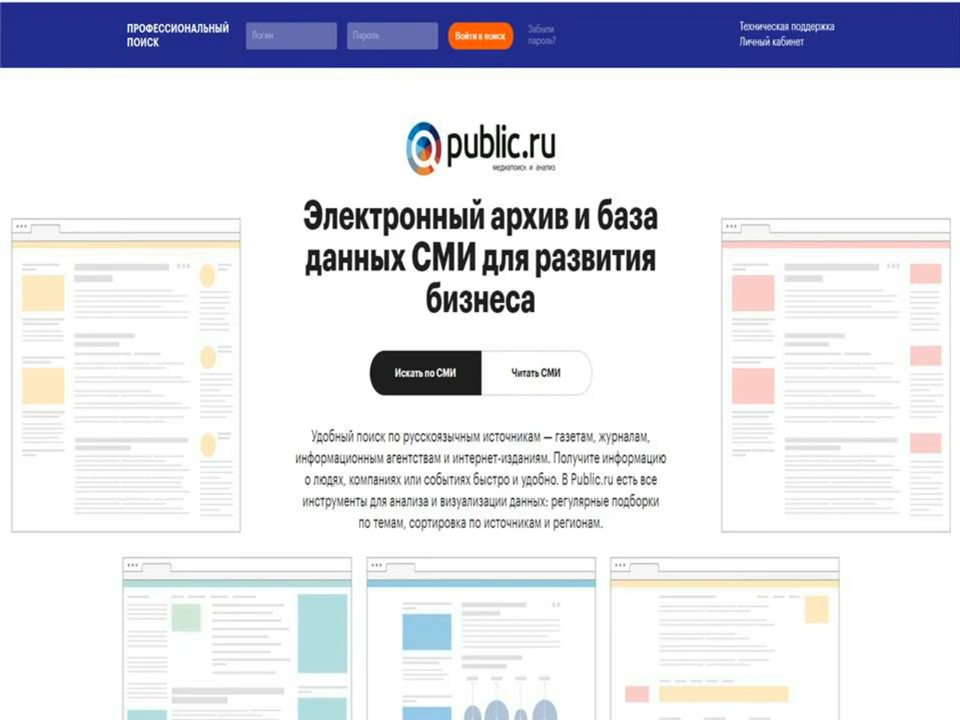 ПРОФЕССИОНАЛЬНЫЙ
ПОИСК
Логин
Пароль
Войти в поиск
Забыли
пароль?
Техническая поддержка
Личный кабинет
public.ru
медиапоиск и анализ
Электронный архив и база
данных СМИ для развития
бизнеса
Искать по СМИ
Читать СМИ
Удобный поиск по русскоязычным источникам — газетам, журналам,
информационным агентствам и интернет-изданиям. Получите информацию
о людях, компаниях или событиях быстро и удобно. В Public.ru есть все
инструменты для анализа и визуализации данных: регулярные подборки
по темам, сортировка по источникам и регионам.